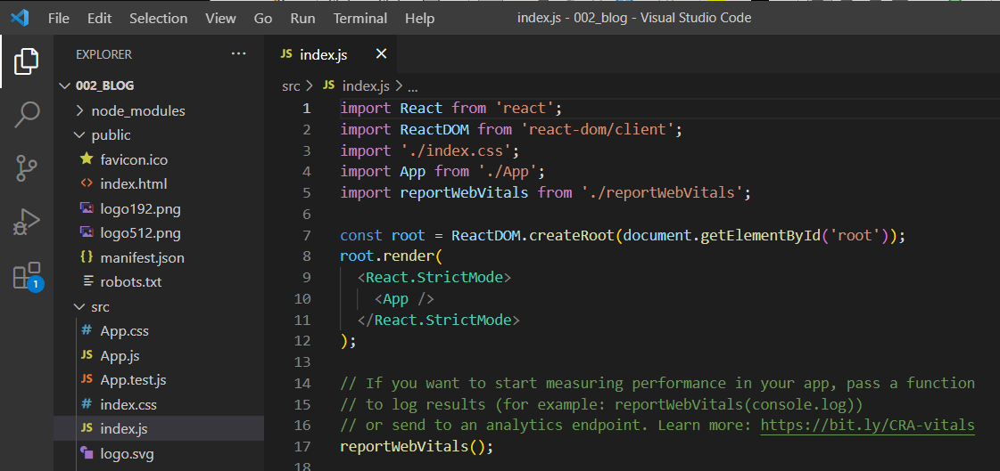 File Edit Selection View Go Run Terminal Help index.js - 002_blog - Visual Studio Code
EXPLORER ...
002_BLOG
node_modules
public
favicon.ico
index.html
logo192.png
logo512.png
manifest.json
robots.txt
src
App.css
App.js
App.test.js
index.css
index.js
logo.svg
1
JS index.js
src > JS index.js > ...
1 import React from 'react';
2 import ReactDOM from 'react-dom/client';
3 import './index.css';
4 import App from './App';
5 import reportWebVitals from './reportWebVitals';
6
7 const root = ReactDOM.createRoot(document.getElementById('root'));
8 root.render(
9 <React.StrictMode>
10 <App />
11 </React.StrictMode>
12 );
13
14 // If you want to start measuring performance in your app, pass a function
15 // to log results (for example: reportWebVitals(console.log))
16 // or send to an analytics endpoint. Learn more: https://bit.ly/CRA-vitals
17 reportWebVitals();
18